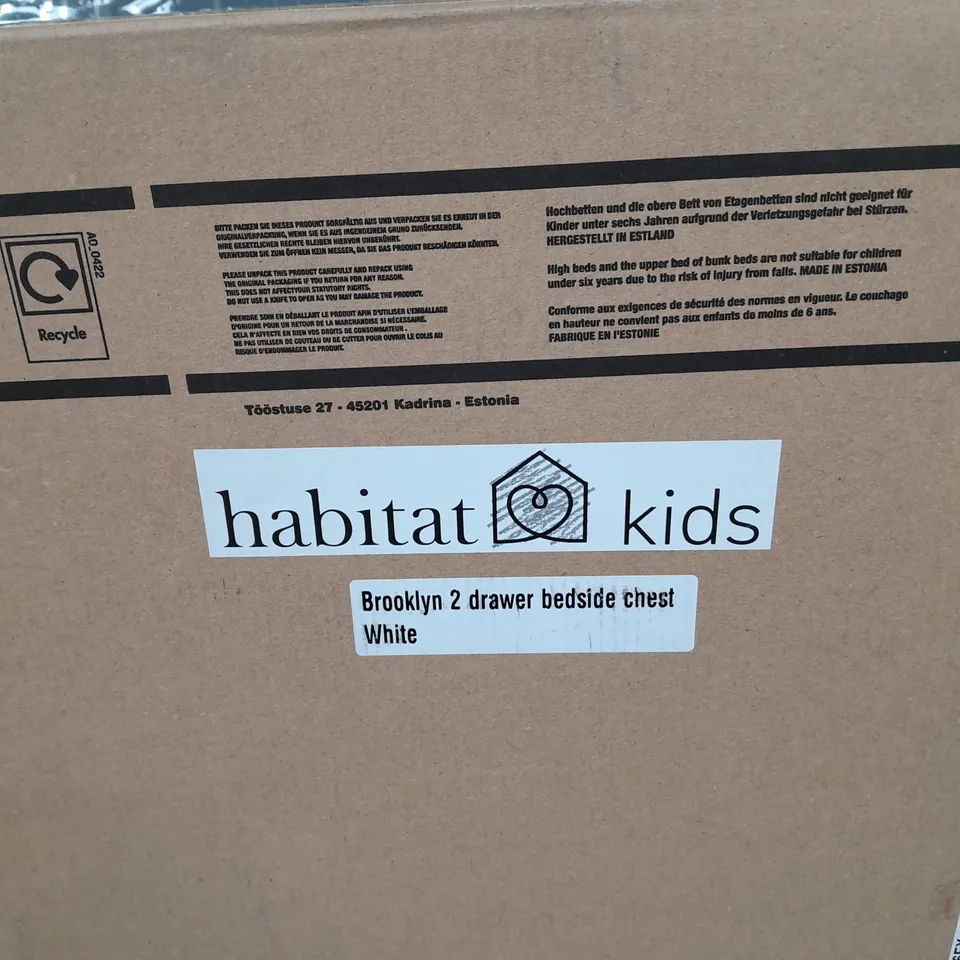 A0.0422
Recycle
BITTE PACKEN SIE DIESES PRODUKT SORGFÄLTIG AUS UND VERPACKEN SIE ES ERNEUT IN DER
ORIGINALVERPACKUNG, WENN SIE ES AUS IRGENDEINEM GRUND ZURÜCKSENDEN.
IHRE GESETZLICHEN RECHTE BLEIBEN HIERVON UNBERÜHRT.
VERWENDEN SIE ZUM ÖFFNEN KEIN MESSER, DA SIE DAS PRODUKT BESCHÄDIGEN KÖNNTEN.
PLEASE UNPACK THIS PRODUCT CAREFULLY AND REPACK USING
THE ORIGINAL PACKAGING IF YOU RETURN FOR ANY REASON.
THIS DOES NOT AFFECTYOUR STATUTORY RIGHTS.
DO NOT USE A KNIFE TO OPEN AS YOU MAY DAMAGE THE PRODUCT.
PRENDRE SOIN EN DÉBALLANT LE PRODUIT AFIN D'UTILISER L'EMBALLAGE
D'ORIGINE POUR UN RETOUR DE LA MARCHANDISE SI NÉCESSAIRE.
CELA N'AFFECTE EN RIEN VOS DROITS DE CONSOMMATEUR.
NE PAS UTILISER DE COUTEAU OU DE CUTTER POUR OUVRIR LE COLIS AU
RISQUE D'ENDOMMAGER LE PRODUIT.
Hochbetten und die obere Bett von Etagenbetten sind nicht geeignet für
Kinder unter sechs Jahren aufgrund der Verletzungsgefahr bei Stürzen.
HERGESTELLT IN ESTLAND
High beds and the upper bed of bunk beds are not suitable for children
under six years due to the risk of injury from falls. MADE IN ESTONIA
Conforme aux exigences de sécurité des normes en vigueur. Le couchage
en hauteur ne convient pas aux enfants de moins de 6 ans.
FABRIQUE EN l'ESTONIE
Tööstuse 27 - 45201 Kadrina - Estonia
habitat kids
Brooklyn 2 drawer bedside chest
White